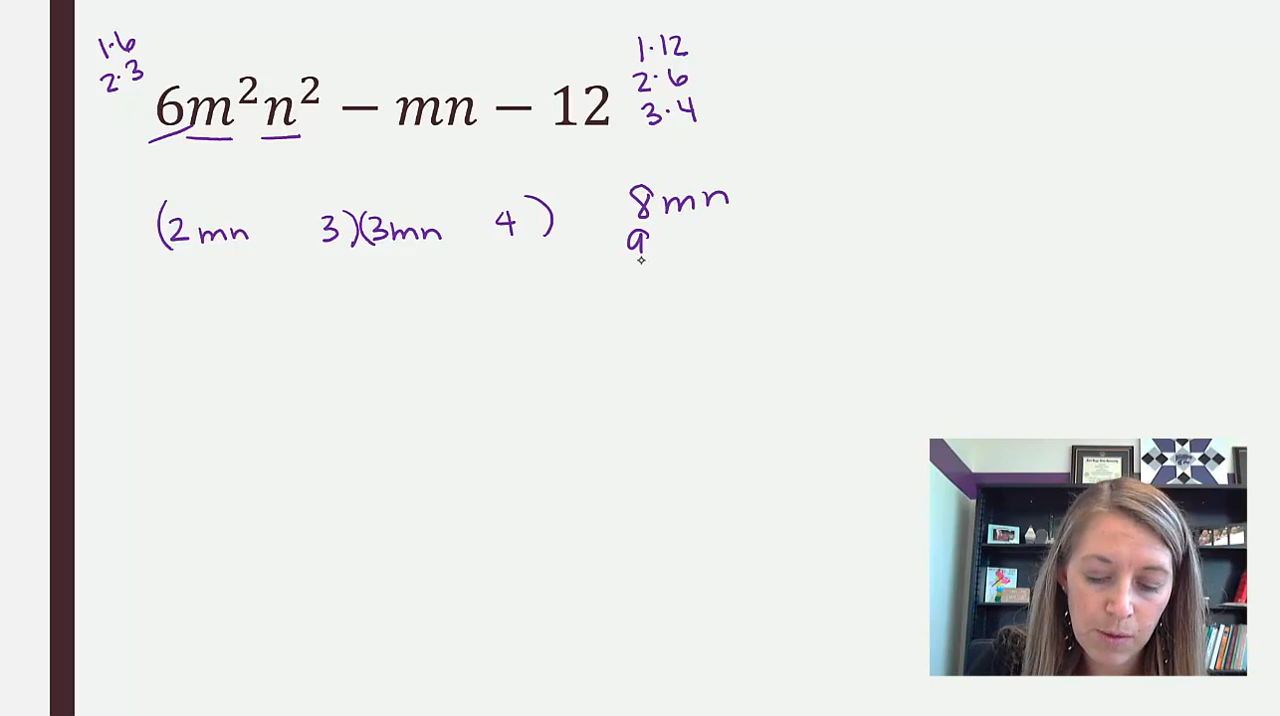 1·6
2·3
6m²n² − mn − 12
1·12
2·6
3·4
(2mn 3)(3mn 4)
8mn
9